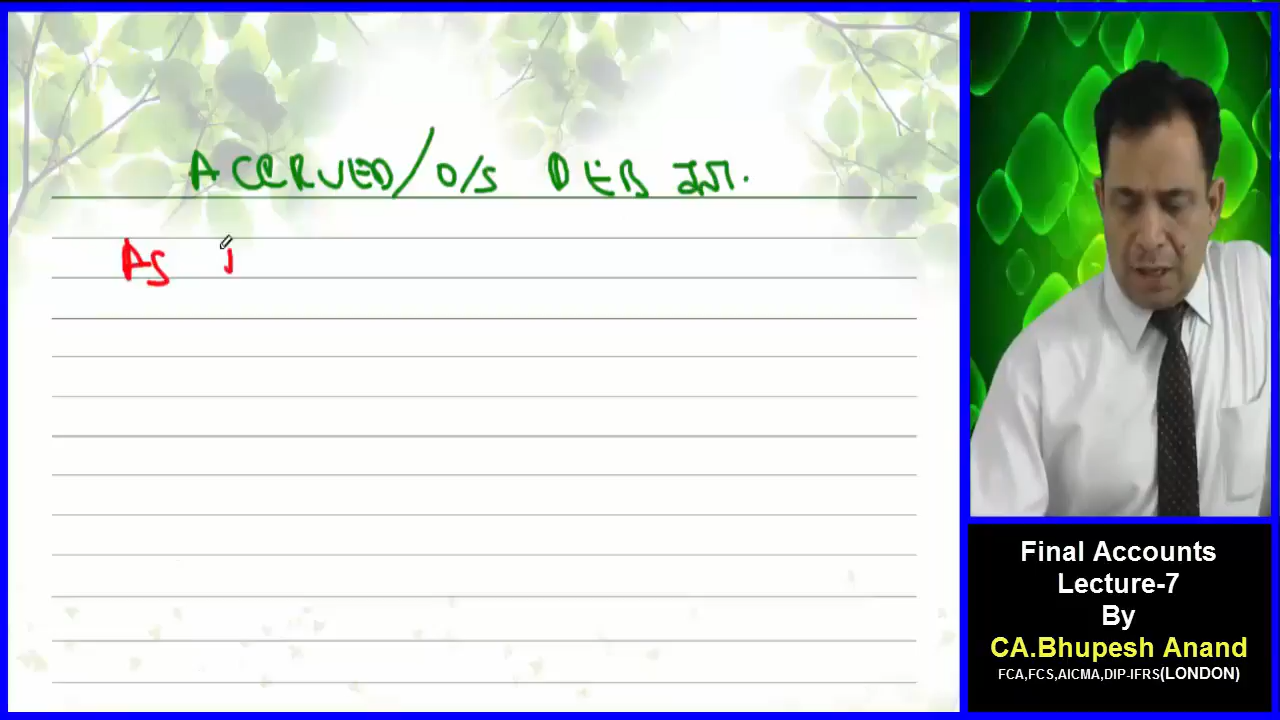 ACCRUED/O/S DEB INT.
As i
Final Accounts
Lecture-7
By
CA.Bhupesh Anand
FCA,FCS,AICMA,DIP-IFRS(LONDON)